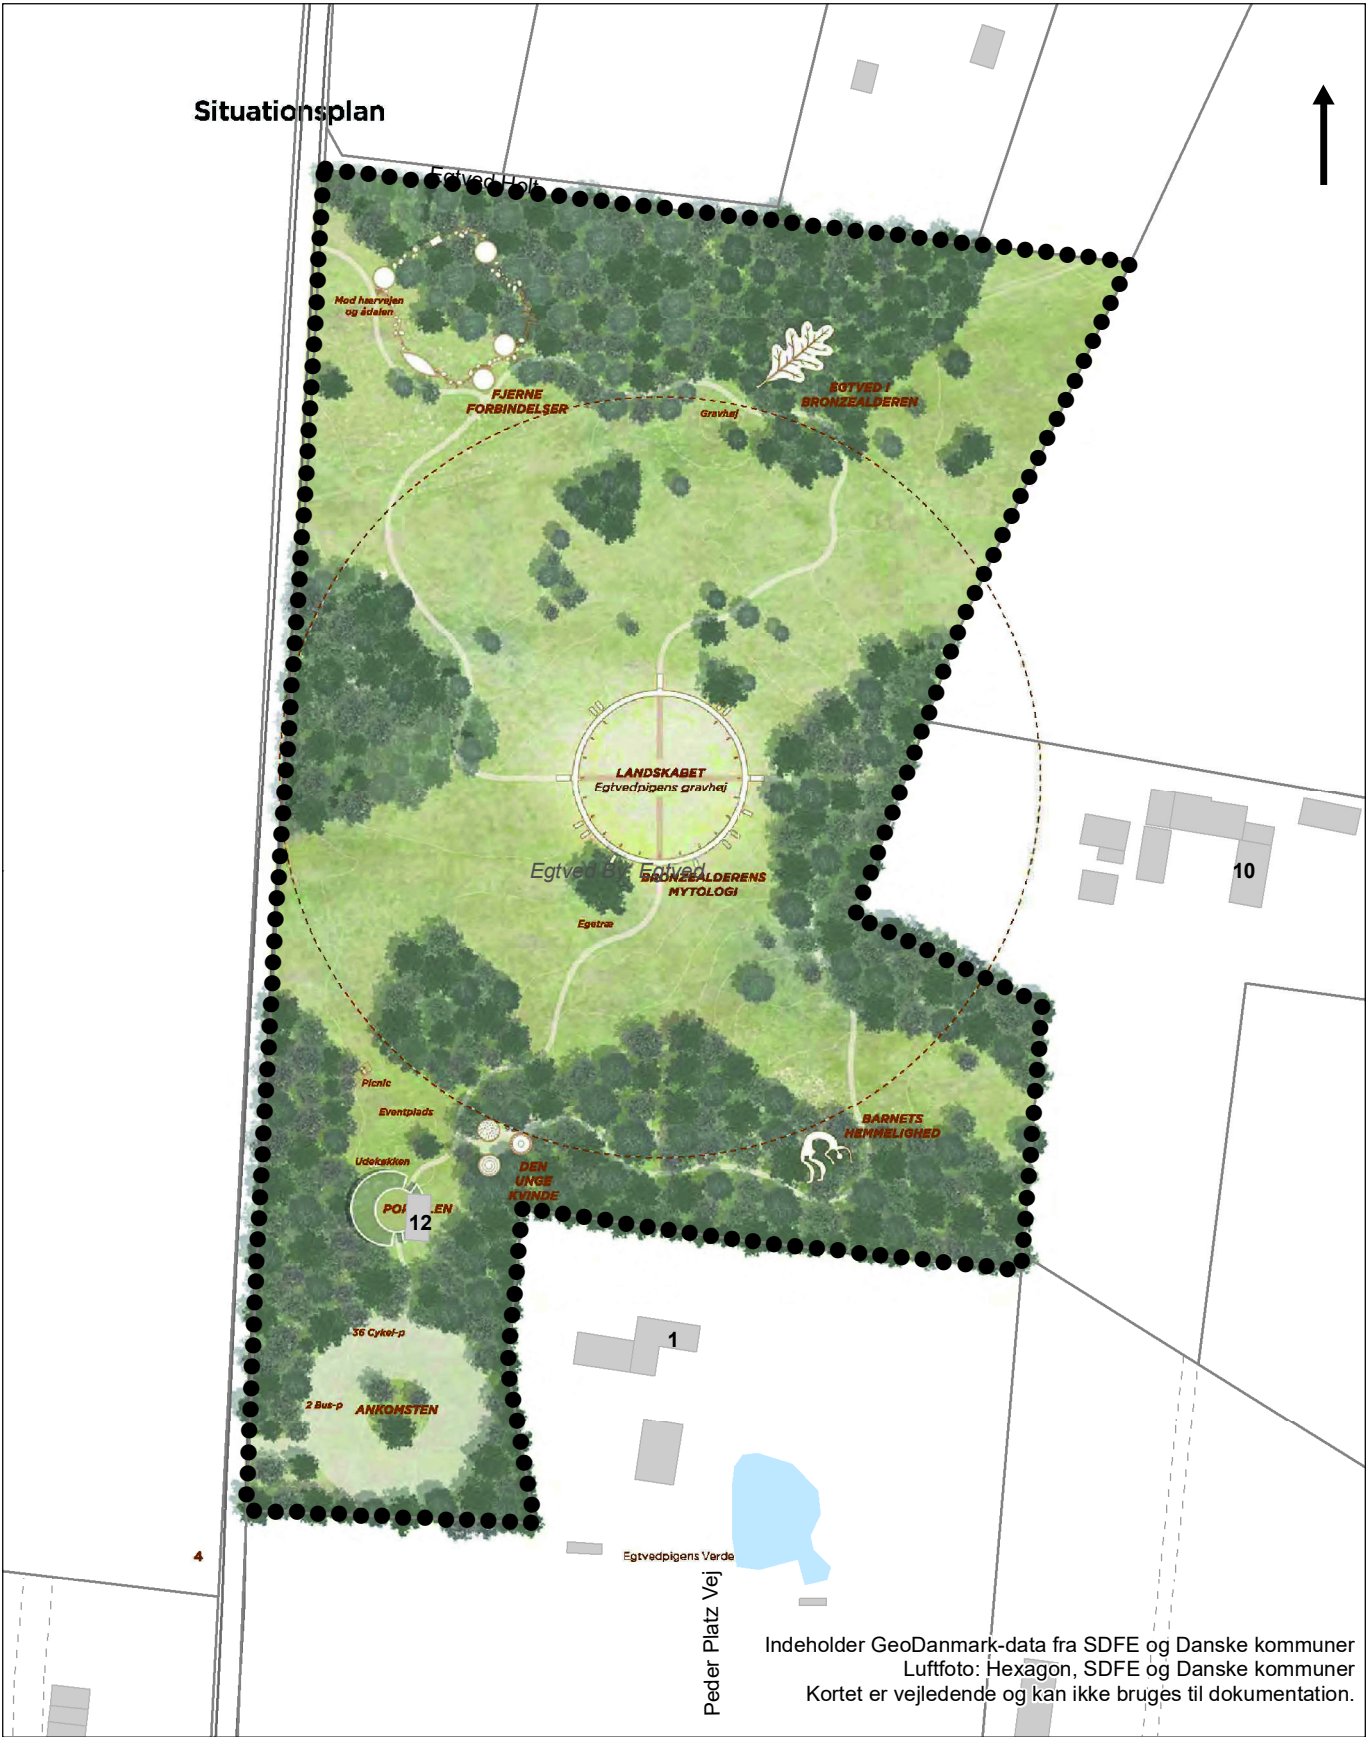 Situationsplan
Egtved Holt
Mod hærvejen
og ådalen
FJERNE
FORBINDELSER
EGTVED I
BRONZEALDEREN
Gravhøj
LANDSKABET
Egtvedpigens gravhøj
Egtved By, Egtved
BRONZEALDERENS
MYTOLOGI
10
Egetræ
Picnic
Eventplads
BARNETS
HEMMELIGHED
Udekøkken
DEN
UNGE
KVINDE
12
36 Cykel-p
1
2 Bus-p
ANKOMSTEN
4
Egtvedpigens Verde
Peder Platz Vej
Indeholder GeoDanmark-data fra SDFE og Danske kommuner
Luftfoto: Hexagon, SDFE og Danske kommuner
Kortet er vejledende og kan ikke bruges til dokumentation.